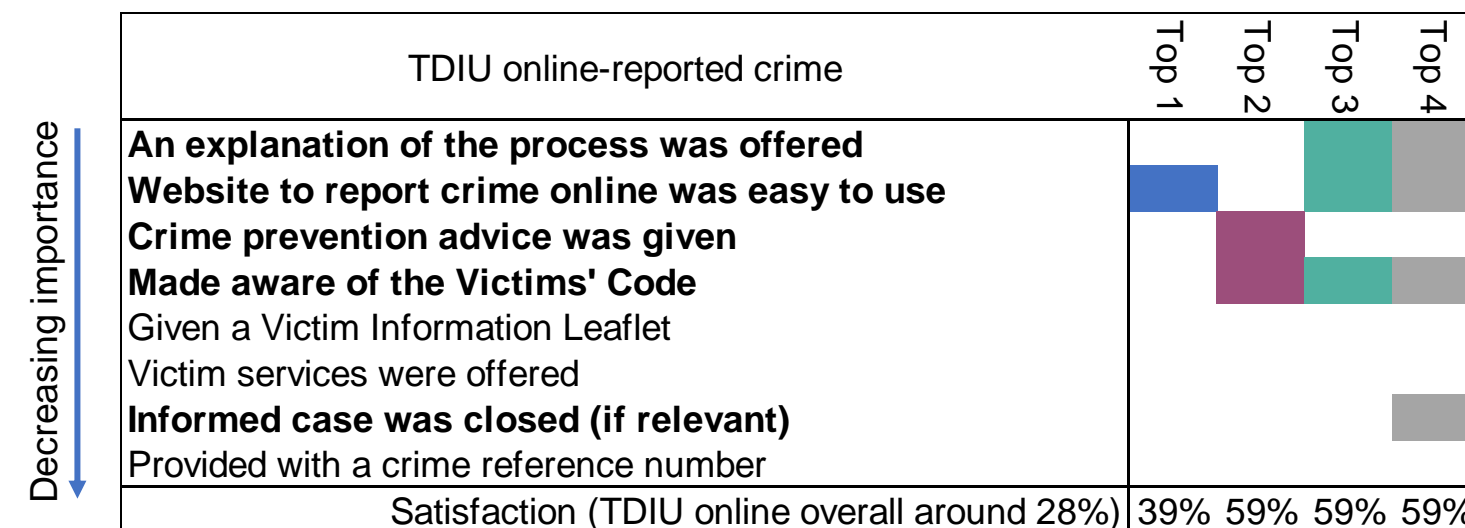 TDIU online-reported crime
Top 1
Top 2
Top 3
Top 4
Decreasing importance
An explanation of the process was offered
Website to report crime online was easy to use
Crime prevention advice was given
Made aware of the Victims' Code
Given a Victim Information Leaflet
Victim services were offered
Informed case was closed (if relevant)
Provided with a crime reference number
Satisfaction (TDIU online overall around 28%) 39% 59% 59% 59%